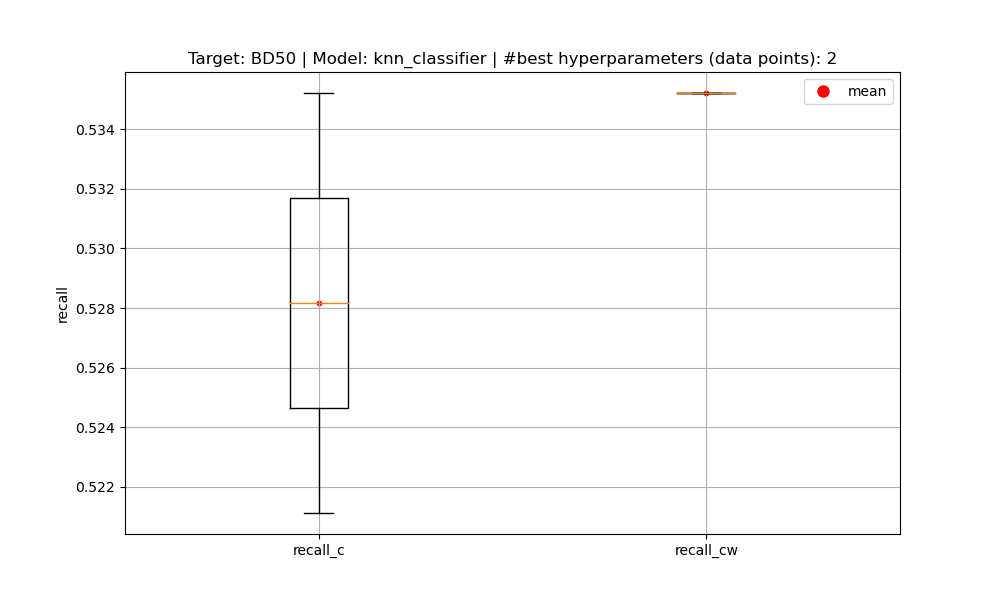 Target: BD50 | Model: knn_classifier | #best hyperparameters (data points): 2
mean
0.534
0.532
0.530
0.528
0.526
0.524
0.522
recall
recall_c
recall_cw